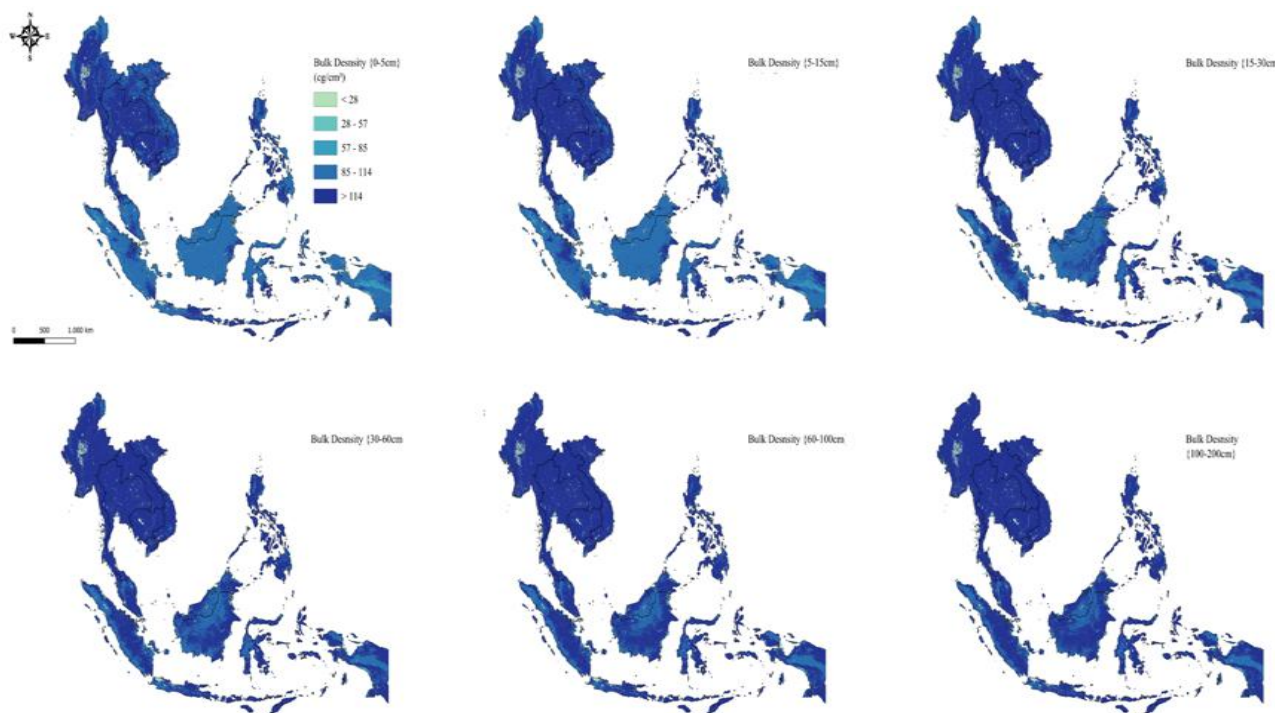 N
W E
S
Bulk Desnsity {0-5cm}
(cg/cm³)
< 28
28 - 57
57 - 85
85 - 114
> 114
0 500 1.000 km
Bulk Desnsity {5-15cm}
Bulk Desnsity {15-30cm
Bulk Desnsity {30-60cm
Bulk Desnsity {60-100cm
Bulk Desnsity
{100-200cm}